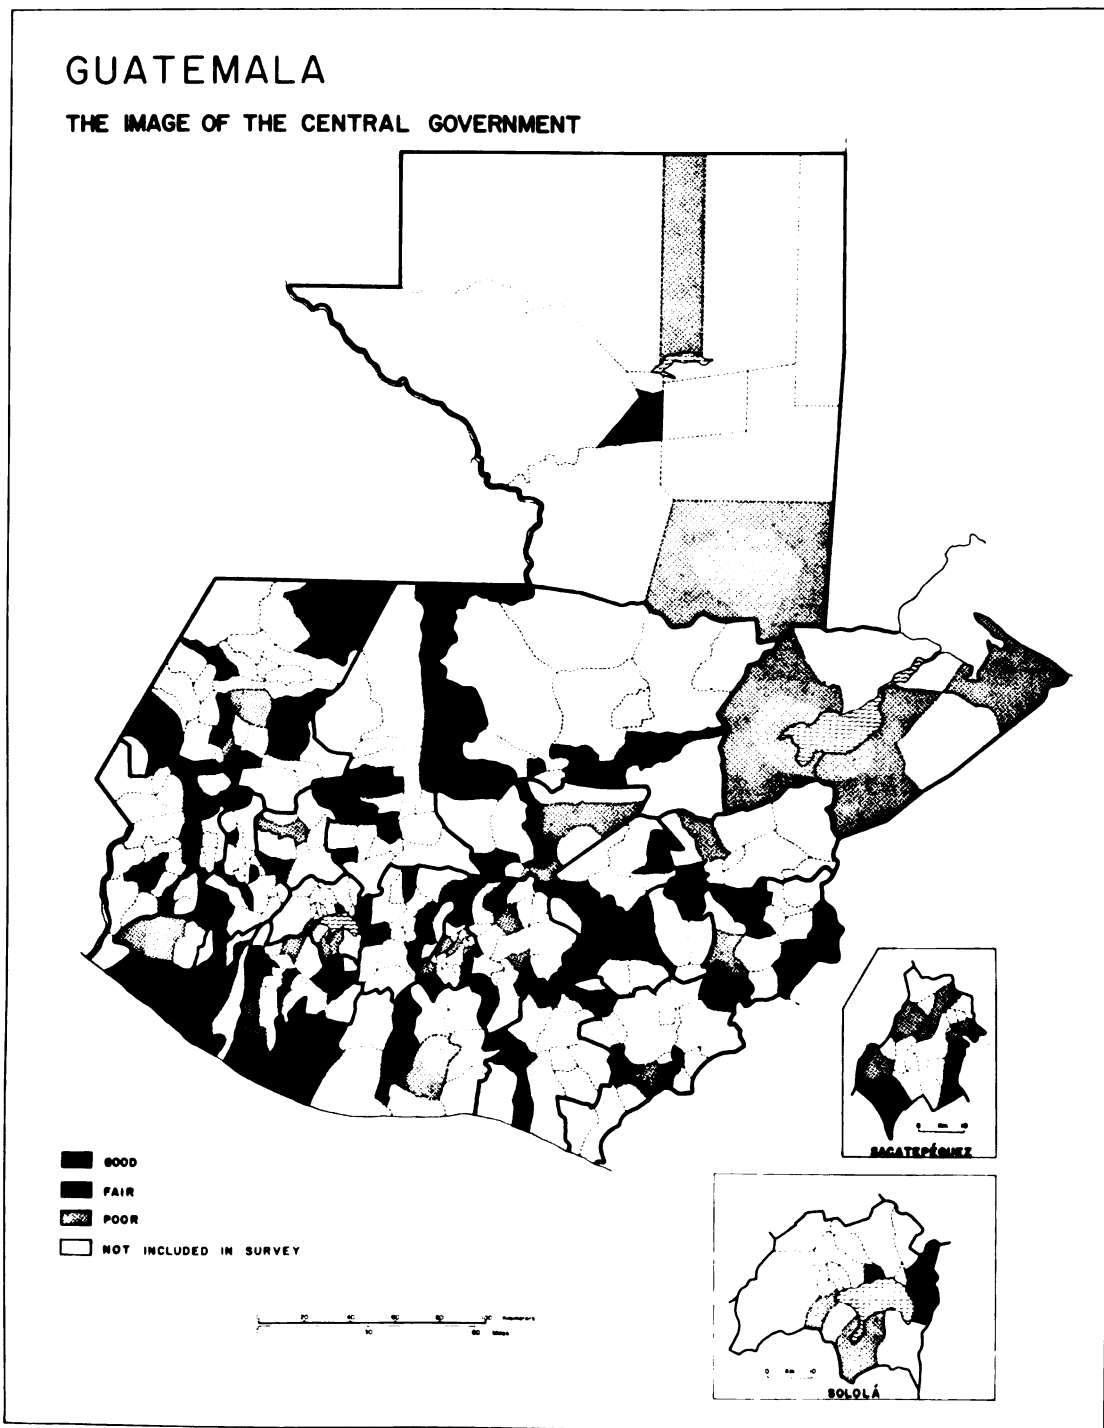 GUATEMALA
THE IMAGE OF THE CENTRAL GOVERNMENT
SACATEPÉQUEZ
GOOD
FAIR
POOR
NOT INCLUDED IN SURVEY
SOLOLÁ